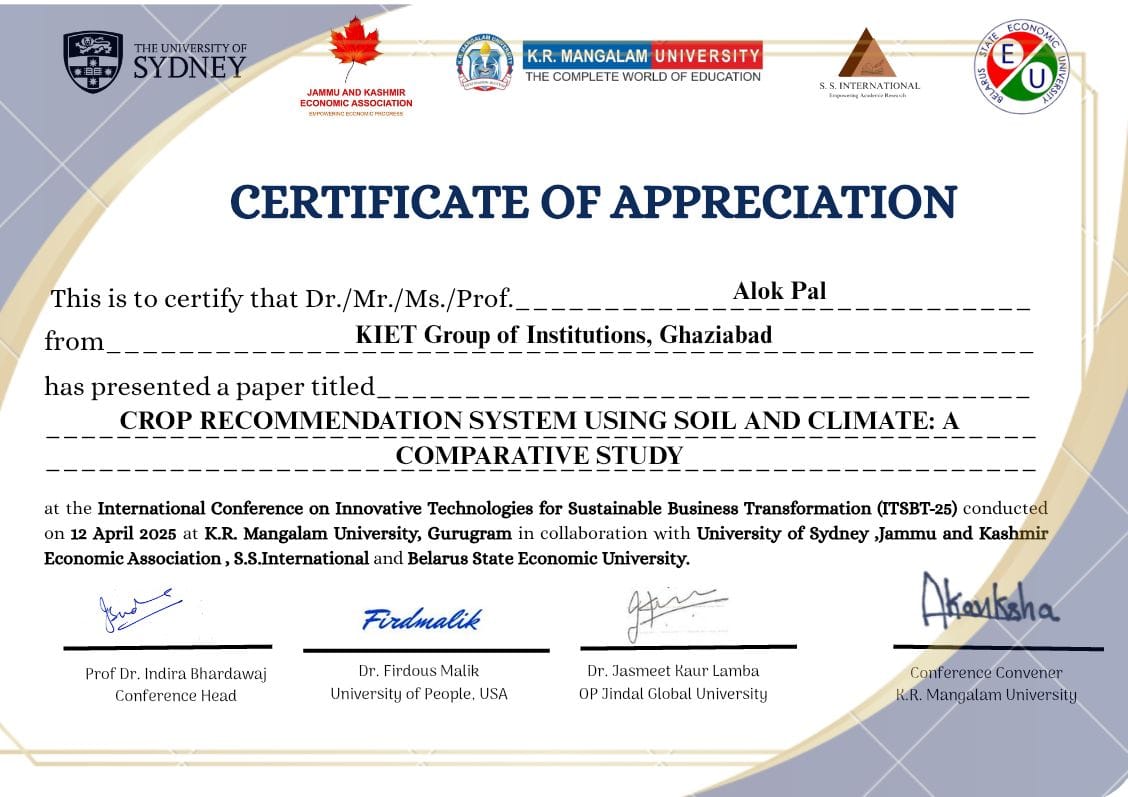 THE UNIVERSITY OF
SYDNEY
JAMMU AND KASHMIR
ECONOMIC ASSOCIATION
EMPOWERING ECONOMIC PROGRESS
K.R. MANGALAM UNIVERSITY
K.R. MANGALAM UNIVERSITY
THE COMPLETE WORLD OF EDUCATION
S. S. INTERNATIONAL
Empowering Academic Research
BELARUS STATE ECONOMIC UNIVERSITY
E
U
CERTIFICATE OF APPRECIATION
This is to certify that Dr./Mr./Ms./Prof. Alok Pal
from KIET Group of Institutions, Ghaziabad
has presented a paper titled
CROP RECOMMENDATION SYSTEM USING SOIL AND CLIMATE: A
COMPARATIVE STUDY
at the International Conference on Innovative Technologies for Sustainable Business Transformation (ITSBT-25) conducted
on 12 April 2025 at K.R. Mangalam University, Gurugram in collaboration with University of Sydney ,Jammu and Kashmir
Economic Association , S.S.International and Belarus State Economic University.
Firdmalik
Akanksha
Prof Dr. Indira Bhardawaj
Conference Head
Dr. Firdous Malik
University of People, USA
Dr. Jasmeet Kaur Lamba
OP Jindal Global University
Conference Convener
K.R. Mangalam University